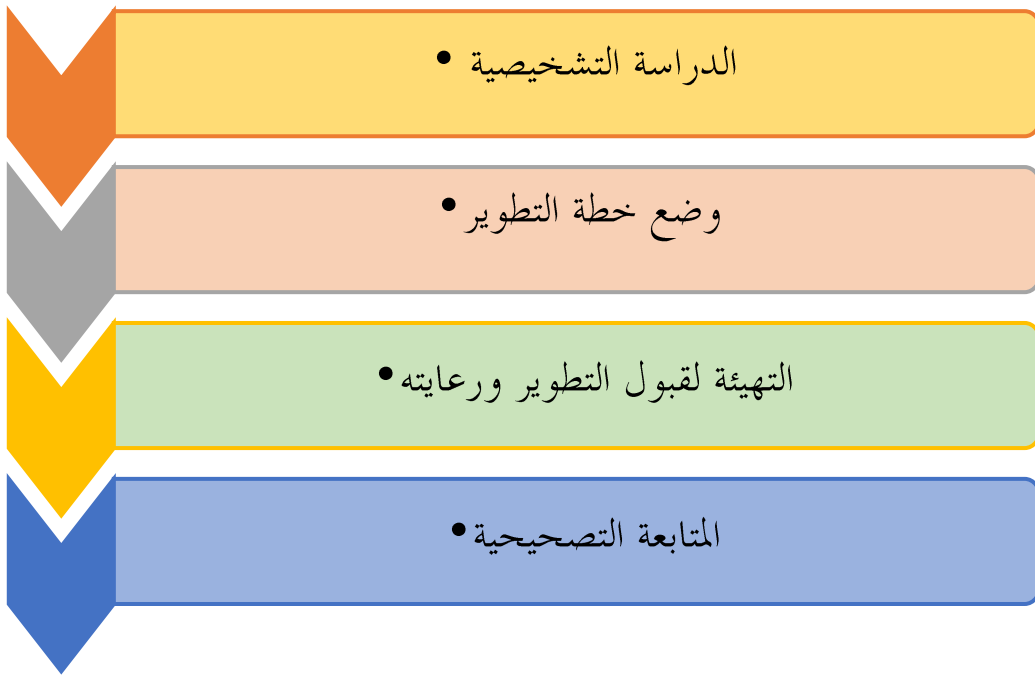 الدراسة التشخيصية •
وضع خطة التطوير •
التهيئة لقبول التطوير ورعايته •
المتابعة التصحيحية •